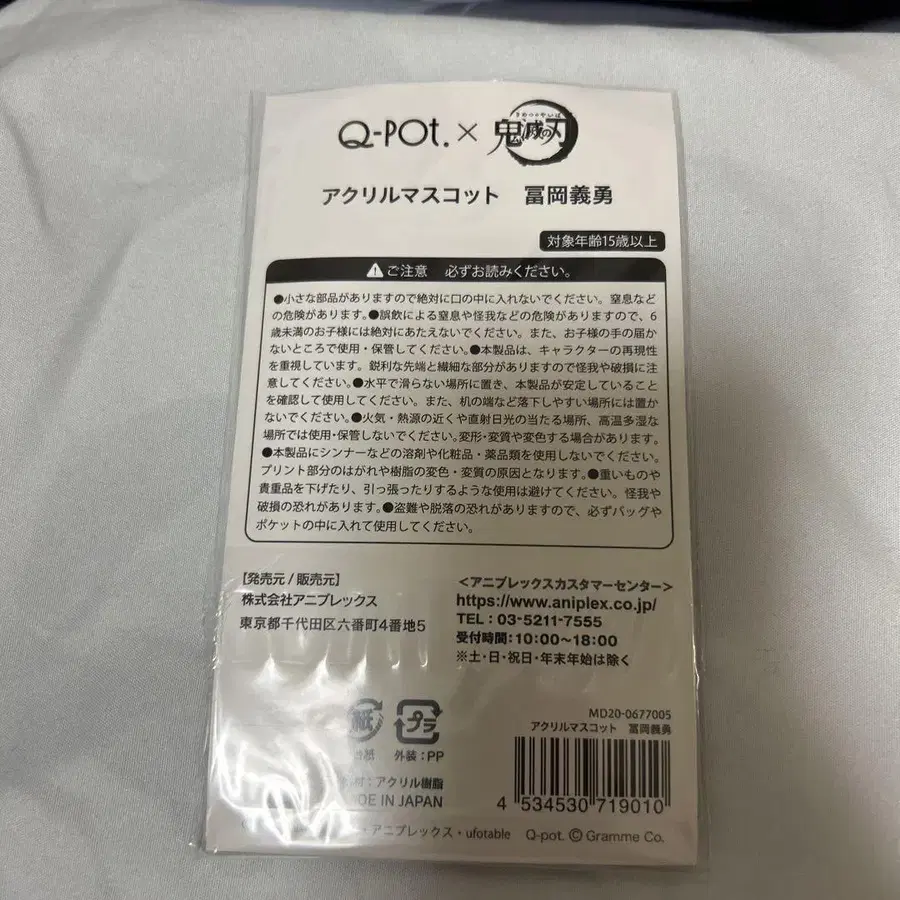 Q-POt. × 鬼滅の刃
きめつのやいば
アクリルマスコット　冨岡義勇
対象年齢15歳以上
ご注意　必ずお読みください。
●小さな部品がありますので絶対に口の中に入れないでください。窒息など
の危険があります。●誤飲による窒息や怪我などの危険がありますので、6
歳未満のお子様には絶対にあたえないでください。また、お子様の手の届か
ないところで使用・保管してください。●本製品は、キャラクターの再現性
を重視しています。鋭利な先端と繊細な部分がありますので怪我や破損に注
意してください。●水平で滑らない場所に置き、本製品が安定していること
を確認して使用してください。また、机の端など落下しやすい場所には置か
ないでください。●火気・熱源の近くや直射日光の当たる場所、高温多湿な
場所では使用・保管しないでください。変形・変質や変色する場合があります。
●本製品にシンナーなどの溶剤や化粧品・薬品類を使用しないでください。
プリント部分のはがれや樹脂の変色・変質の原因となります。●重いものや
貴重品を下げたり、引っ張ったりするような使用は避けてください。怪我や
破損の恐れがあります。●盗難や脱落の恐れがありますので、必ずバッグや
ポケットの中に入れて使用してください。
【発売元 / 販売元】
株式会社アニプレックス
東京都千代田区六番町4番地5
＜アニプレックスカスタマーセンター＞
https://www.aniplex.co.jp/
TEL：03-5211-7555
受付時間：10:00〜18:00
※土・日・祝日・年末年始は除く
紙 プラ
外装：PP
：アクリル樹脂
IN JAPAN
MD20-0677005
アクリルマスコット　冨岡義勇
4 534530 719010
・アニプレックス・ufotable Q-pot. © Gramme Co.